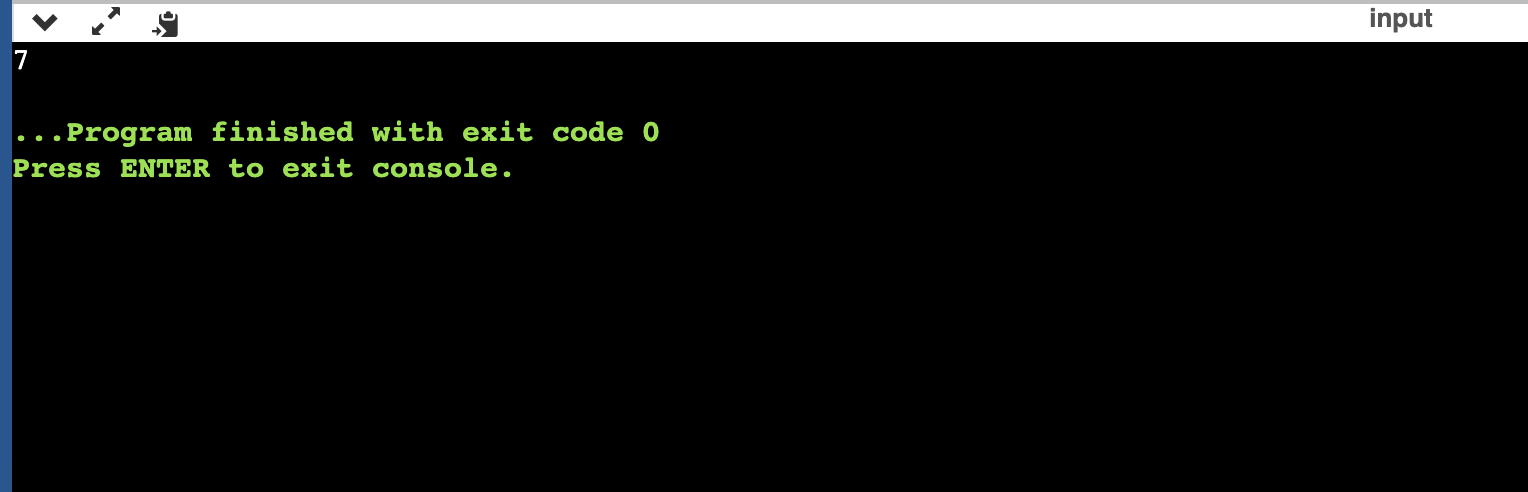 input
7
...Program finished with exit code 0
Press ENTER to exit console.